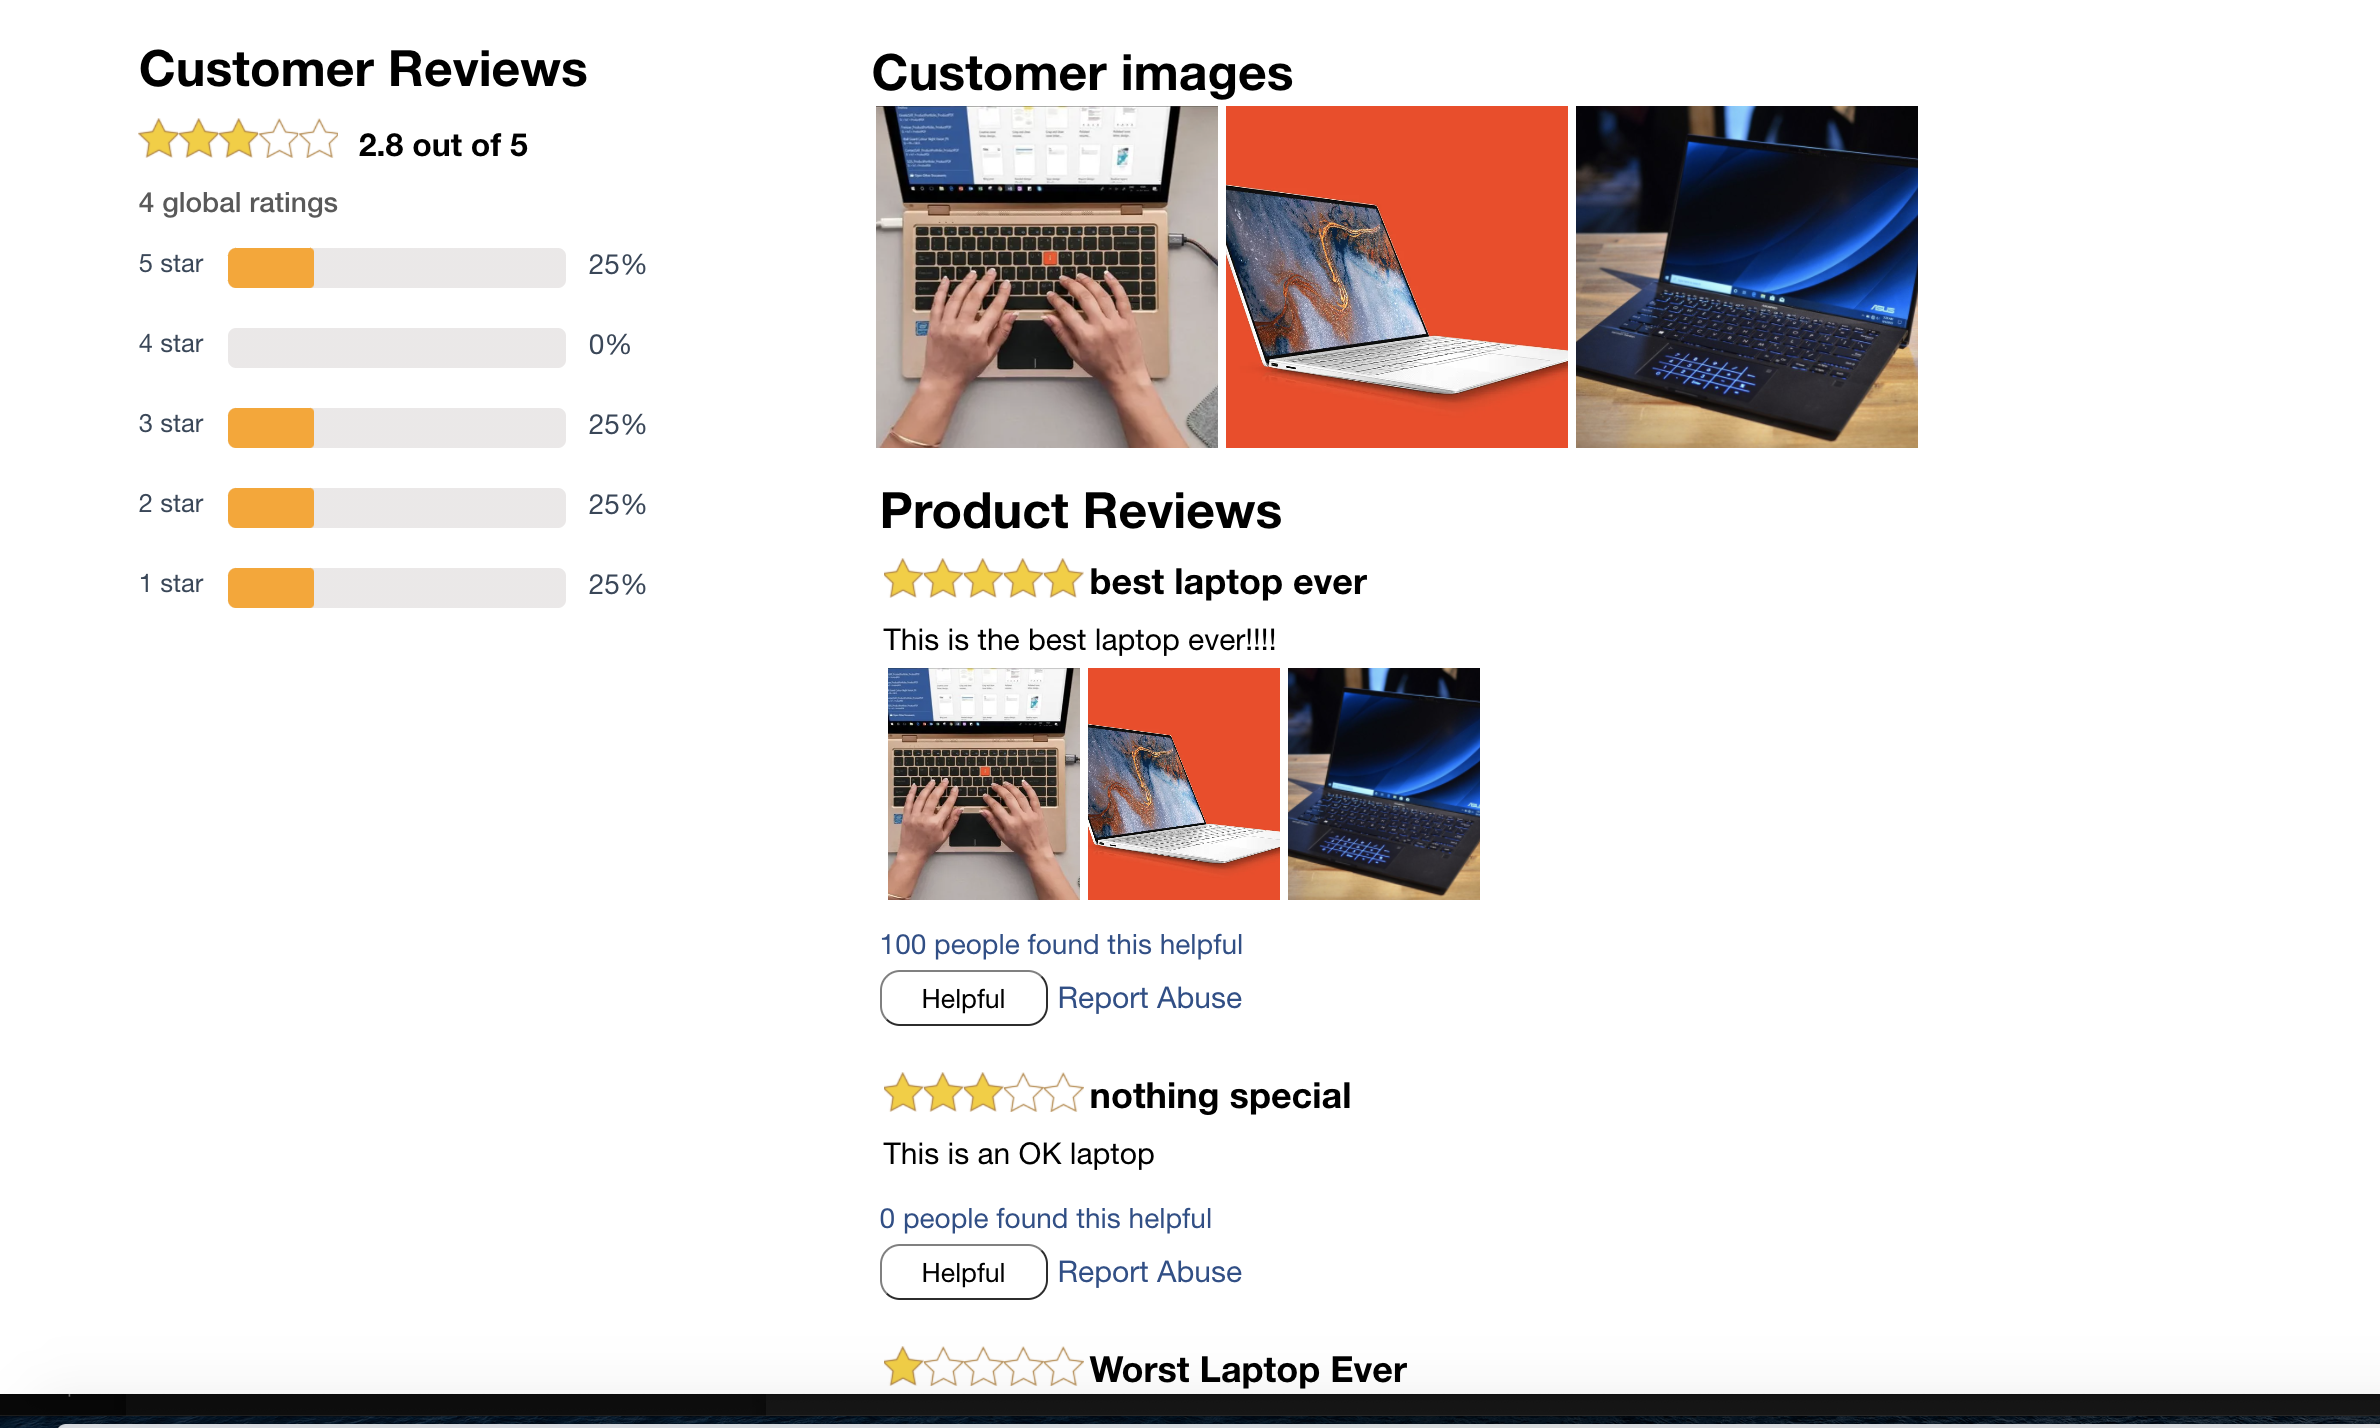 Customer Reviews
2.8 out of 5
4 global ratings
5 star 25%
4 star 0%
3 star 25%
2 star 25%
1 star 25%
Customer images
ASUS
Product Reviews
best laptop ever
This is the best laptop ever!!!!
100 people found this helpful
Helpful Report Abuse
nothing special
This is an OK laptop
0 people found this helpful
Helpful Report Abuse
Worst Laptop Ever